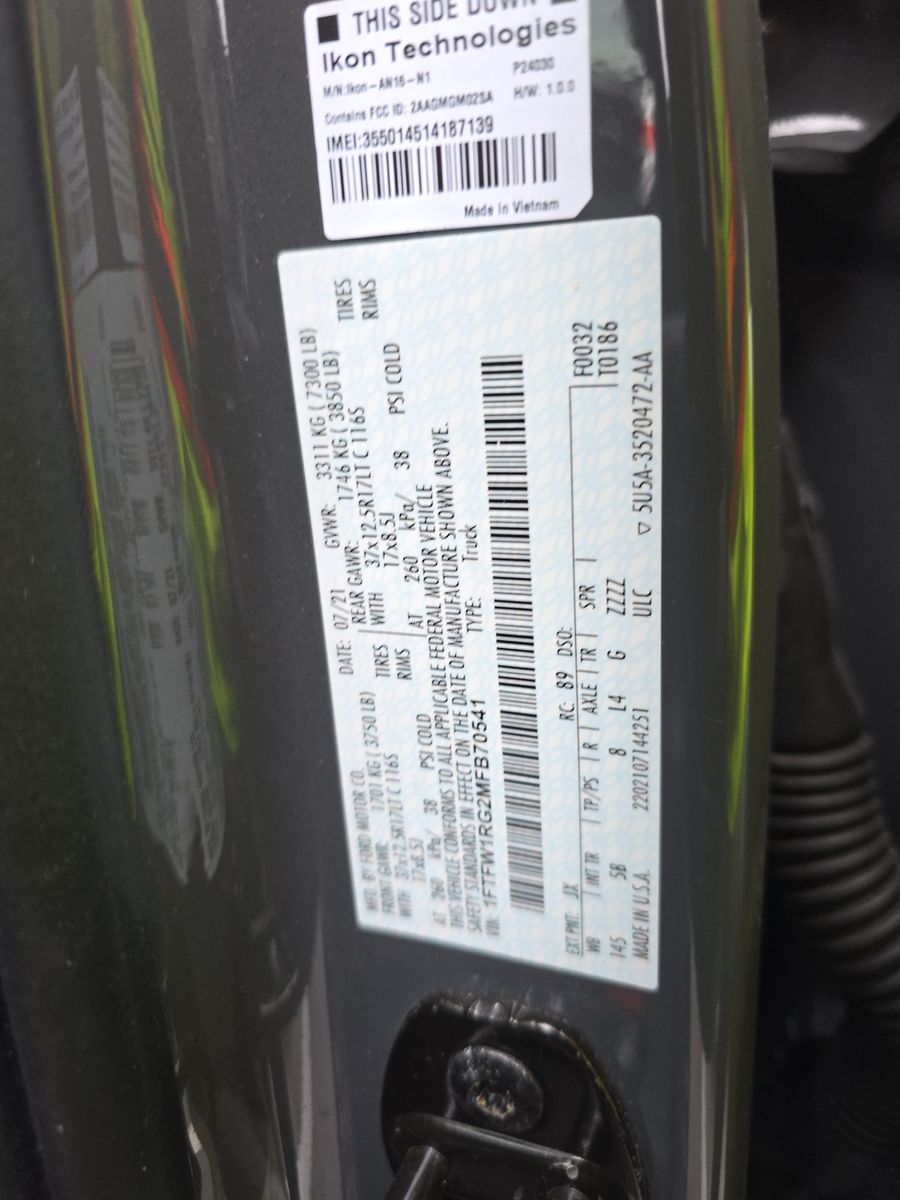 THIS SIDE DOWN
Ikon Technologies
M/N:Ikon-AN16-N1 P24030
Contains FCC ID: 2AAGMGM02SA H/W: 1.0.0
IMEI:355014514187139
Made in Vietnam
MFD. BY FORD MOTOR CO. DATE: 07/21 GVWR: 3311 KG ( 7300 LB)
FRONT GAWR: 1701 KG ( 3750 LB) REAR GAWR: 1746 KG ( 3850 LB)
WITH 37x12.5R17LT C 116S TIRES WITH 37x12.5R17LT C 116S TIRES
17x8.5J RIMS 17x8.5J RIMS
AT 260 kPa/ 38 PSI COLD AT 260 kPa/ 38 PSI COLD
THIS VEHICLE CONFORMS TO ALL APPLICABLE FEDERAL MOTOR VEHICLE
SAFETY STANDARDS IN EFFECT ON THE DATE OF MANUFACTURE SHOWN ABOVE.
VIN: 1FTFW1RG2MFB70541 TYPE: Truck
EXT PNT: JX RC: 89 DSO: F0032
WB INT TR TP/PS R AXLE TR SPR T0186
145 5B 8 L4 G ZZZZ
MADE IN U.S.A. 2202107144251 ULC ▽ 5U5A-3520472-AA